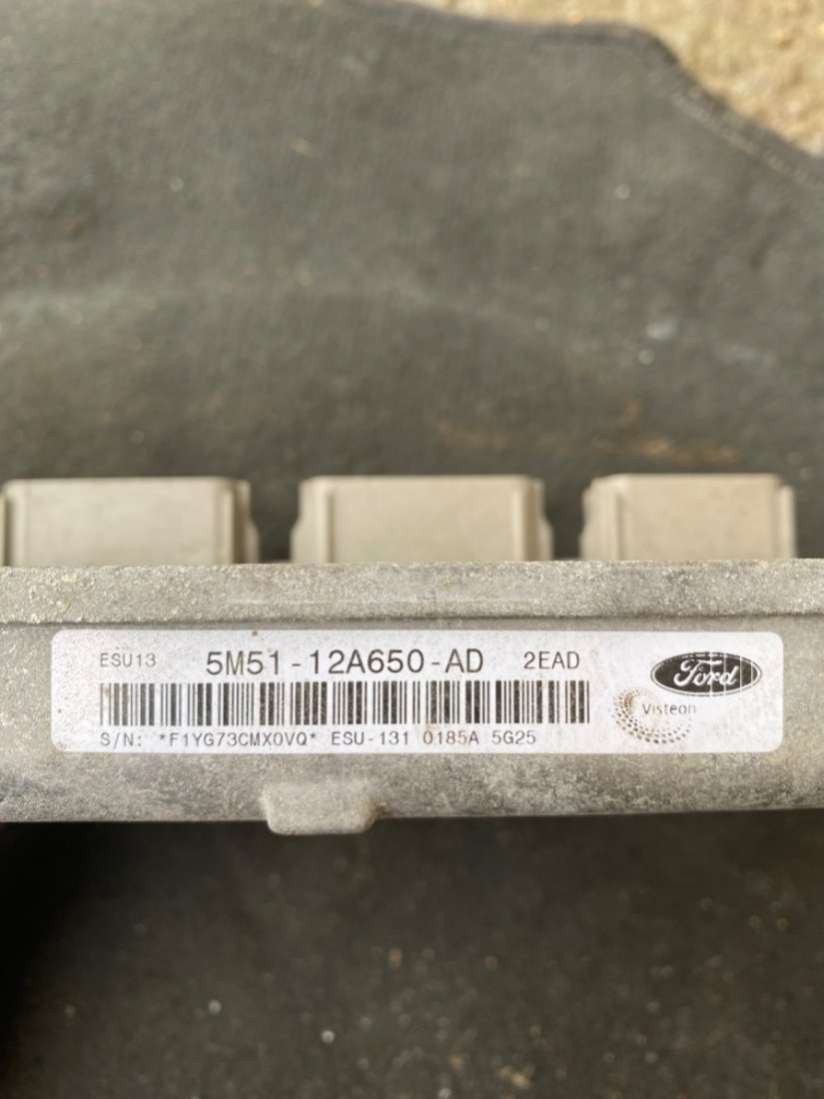 ESU13 5M51-12A650-AD 2EAD
Ford
Visteon
S/N: *F1YG73CMX0VQ* ESU-131 0185A 5G25